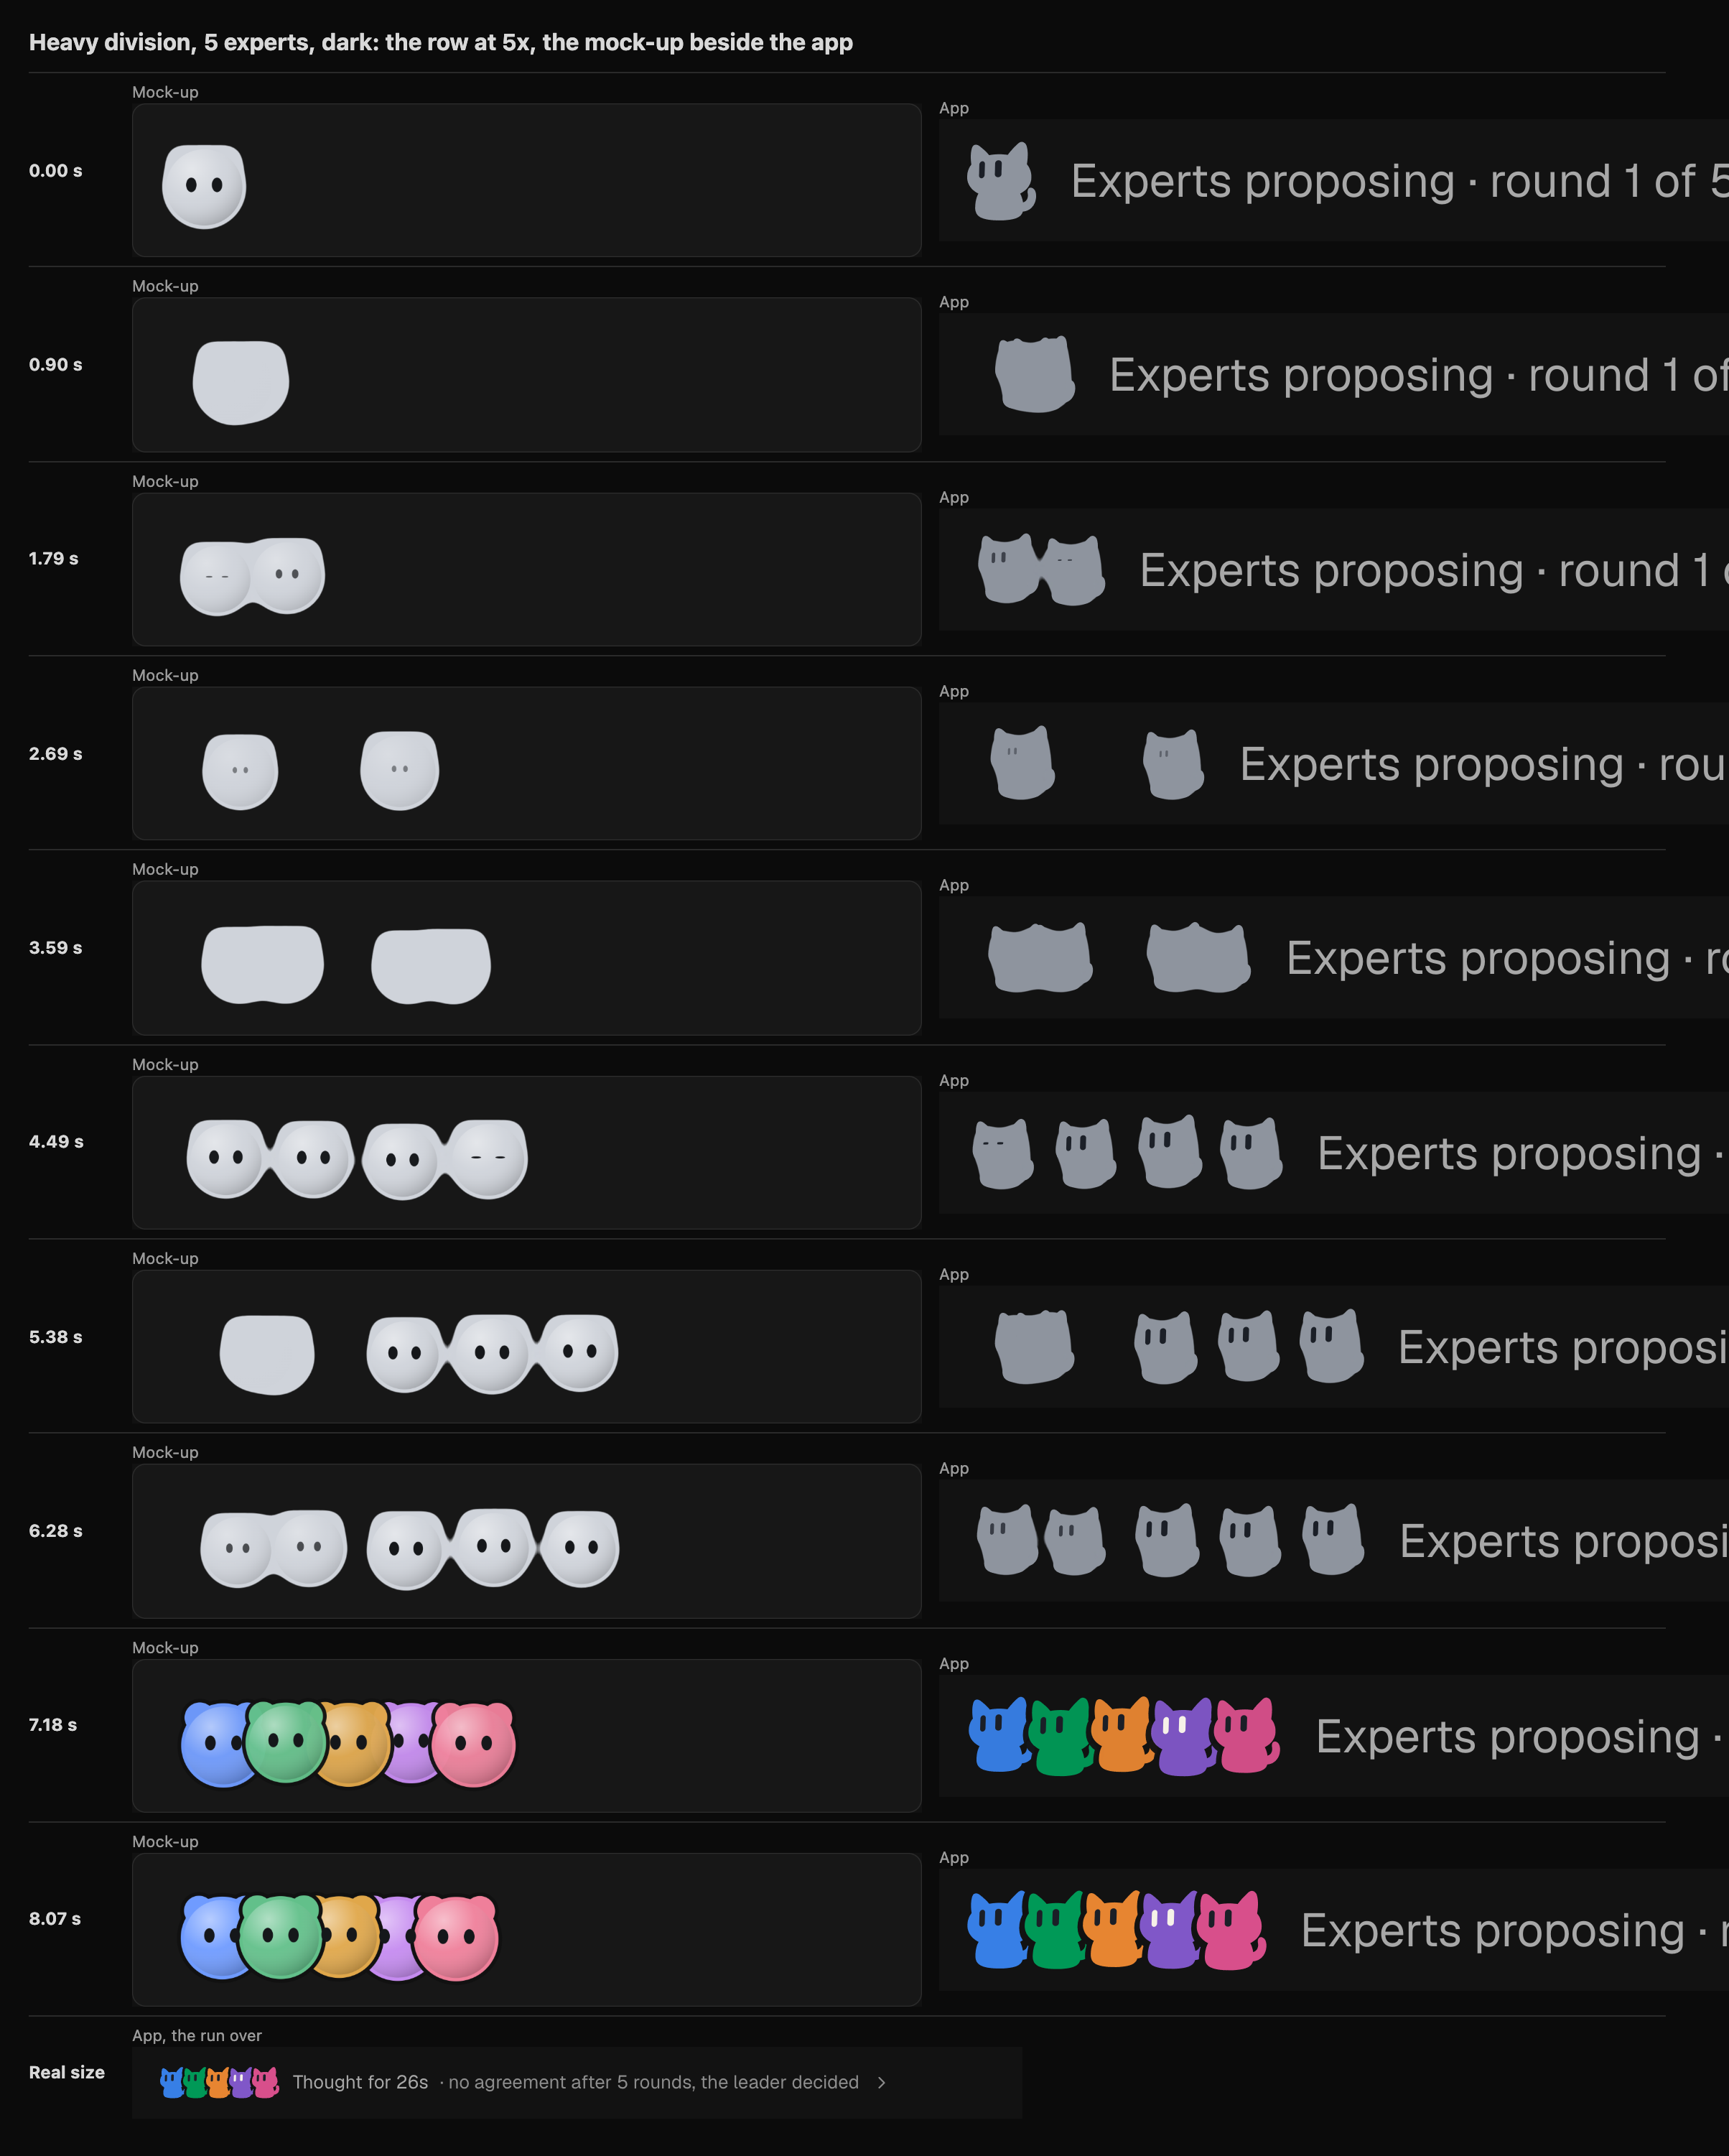 Heavy division, 5 experts, dark: the row at 5x, the mock-up beside the app
Mock-up
App
0.00 s
Experts proposing · round 1 of 5
Mock-up
App
0.90 s
Experts proposing · round 1 of
Mock-up
App
1.79 s
Experts proposing · round 1
Mock-up
App
2.69 s
Experts proposing · rou
Mock-up
App
3.59 s
Experts proposing · ro
Mock-up
App
4.49 s
Experts proposing ·
Mock-up
App
5.38 s
Experts proposi
Mock-up
App
6.28 s
Experts proposi
Mock-up
App
7.18 s
Experts proposing ·
Mock-up
App
8.07 s
Experts proposing ·
App, the run over
Real size
Thought for 26s · no agreement after 5 rounds, the leader decided